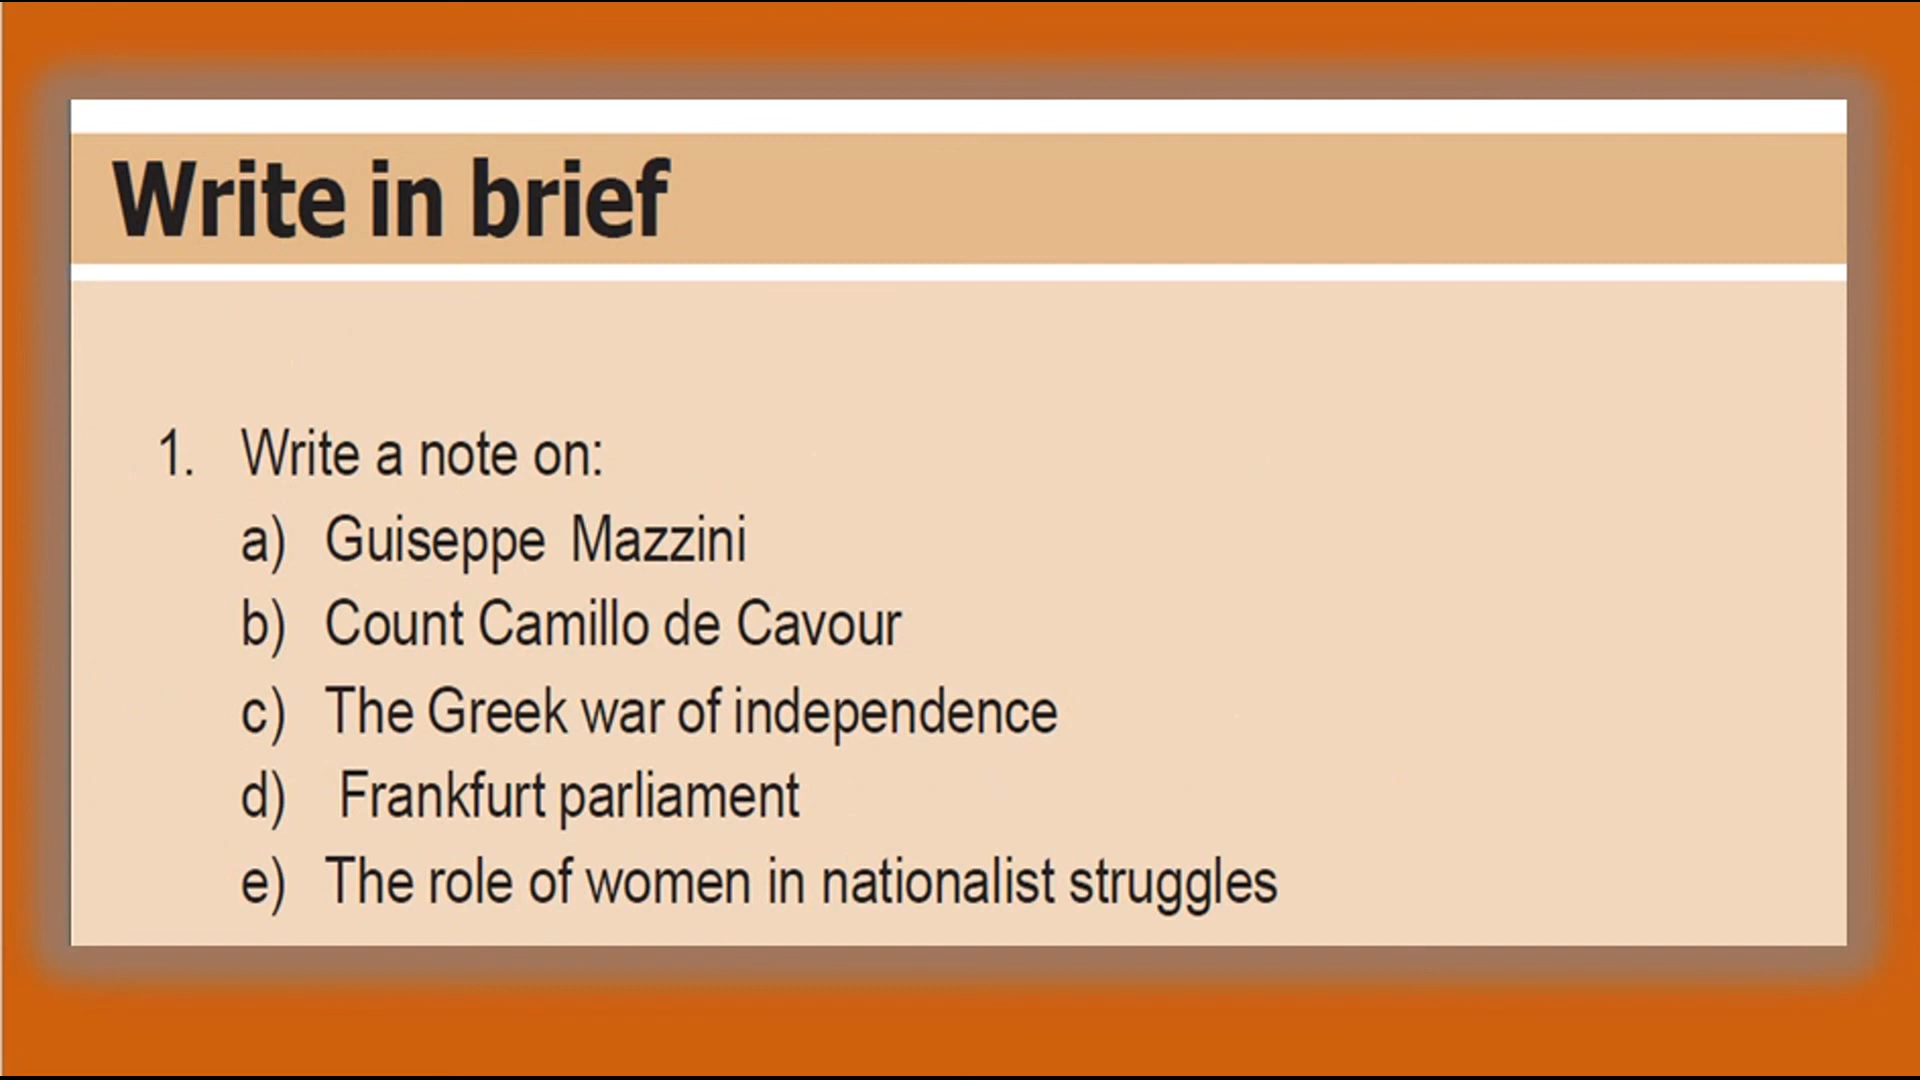 Write in brief
1. Write a note on:
a) Guiseppe Mazzini
b) Count Camillo de Cavour
c) The Greek war of independence
d) Frankfurt parliament
e) The role of women in nationalist struggles